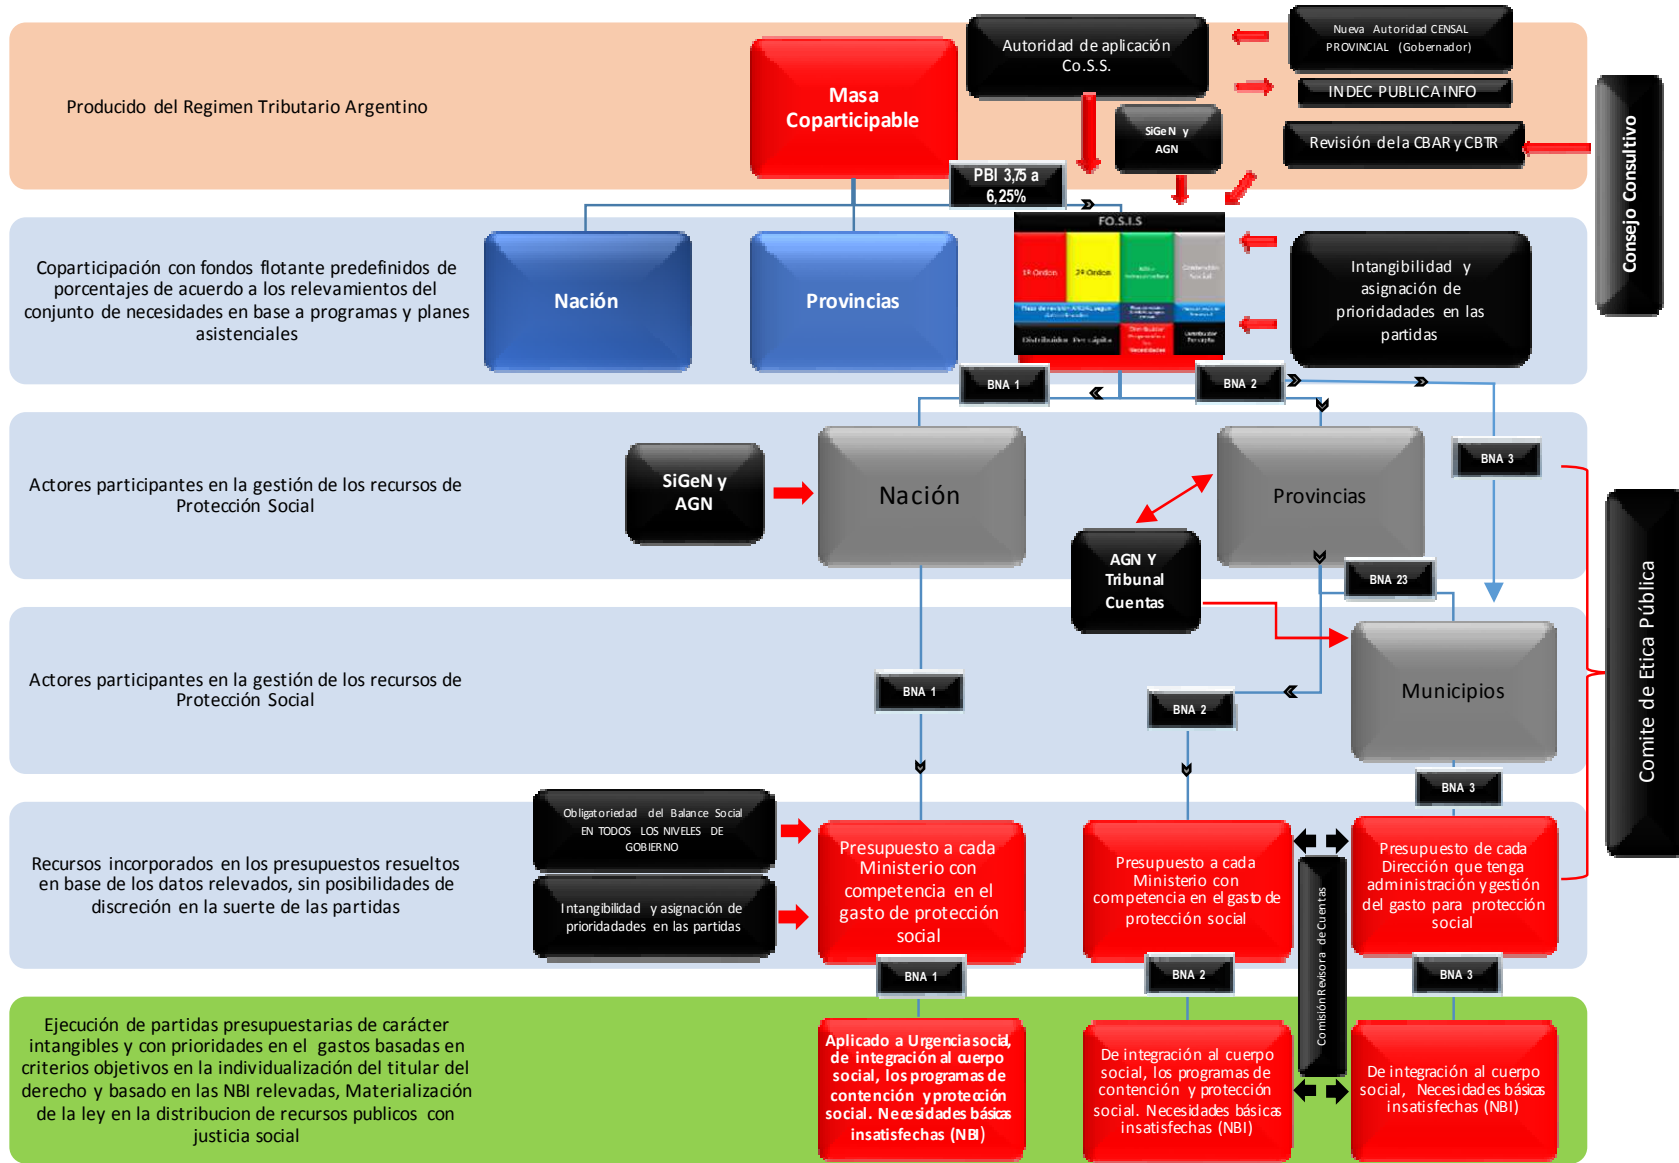 Producido del Regimen Tributario Argentino
Masa
Coparticipable
Autoridad de aplicación
Co.S.S.
Nueva Autoridad CENSAL
PROVINCIAL (Gobernador)
INDEC PUBLICA INFO
SiGeN y
AGN
Revisión de la CBAR y CBTR
Consejo Consultivo
PBI 3,75 a
6,25%
Coparticipación con fondos flotante predefinidos de
porcentajes de acuerdo a los relevamientos del
conjunto de necesidades en base a programas y planes
asistenciales
Nación
Provincias
FO.S.I.S
1º Orden
2º Orden
Social
Distribuidor Per cápita
Necesidades
Intangibilidad y
asignación de
prioridadades en las
partidas
BNA 1
BNA 2
BNA 3
Actores participantes en la gestión de los recursos de
Protección Social
SiGeN y
AGN
Nación
Provincias
AGN Y
Tribunal
Cuentas
BNA 23
Comite de Etica Pública
Actores participantes en la gestión de los recursos de
Protección Social
BNA 1
BNA 2
Municipios
BNA 3
Recursos incorporados en los presupuestos resueltos
en base de los datos relevados, sin posibilidades de
discreción en la suerte de las partidas
Obligatoriedad del Balance Social
EN TODOS LOS NIVELES DE
GOBIERNO
Intangibilidad y asignación de
prioridadades en las partidas
Presupuesto a cada
Ministerio con
competencia en el
gasto de protección
social
Presupuesto a cada
Ministerio con
competencia en el gasto de
protección social
Comisión Revisora de Cuentas
Presupuesto de cada
Dirección que tenga
administración y gestión
del gasto para protección
social
BNA 1
BNA 2
BNA 3
Ejecución de partidas presupuestarias de carácter
intangibles y con prioridades en el gastos basadas en
criterios objetivos en la individualización del titular del
derecho y basado en las NBI relevadas, Materialización
de la ley en la distribucion de recursos publicos con
justicia social
Aplicado a Urgencia social,
de integración al cuerpo
social, los programas de
contención y protección
social. Necesidades básicas
insatisfechas (NBI)
De integración al cuerpo
social, los programas de
contención y protección
social. Necesidades básicas
insatisfechas (NBI)
De integración al cuerpo
social, Necesidades básicas
insatisfechas (NBI)